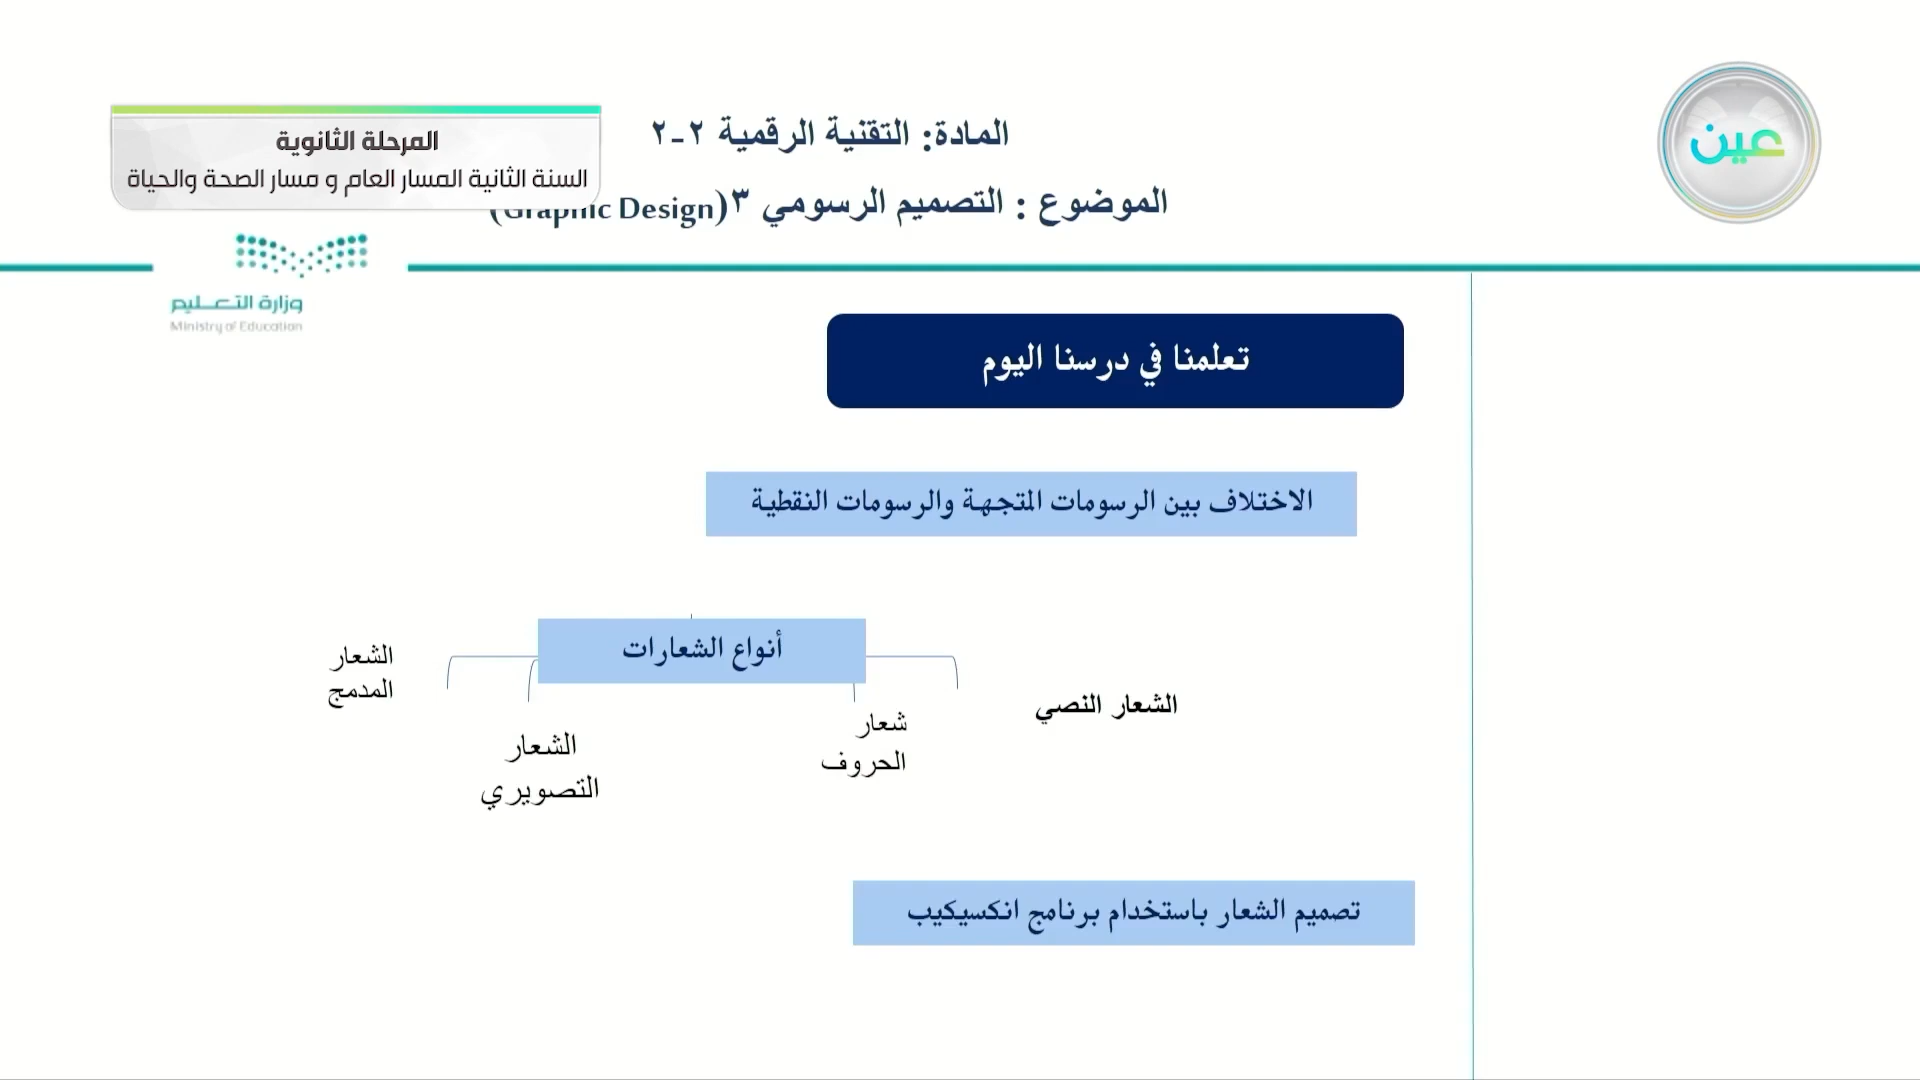 عين
المادة: التقنية الرقمية ٢-٢
الموضوع : التصميم الرسومي ٣(Graphic Design)
المرحلة الثانوية
السنة الثانية المسار العام و مسار الصحة والحياة
وزارة التعليم
Ministry of Education
تعلمنا في درسنا اليوم
الاختلاف بين الرسومات المتجهة والرسومات النقطية
أنواع الشعارات
الشعار النصي
شعار
الحروف
الشعار
التصويري
الشعار
المدمج
تصميم الشعار باستخدام برنامج انكسيكيب